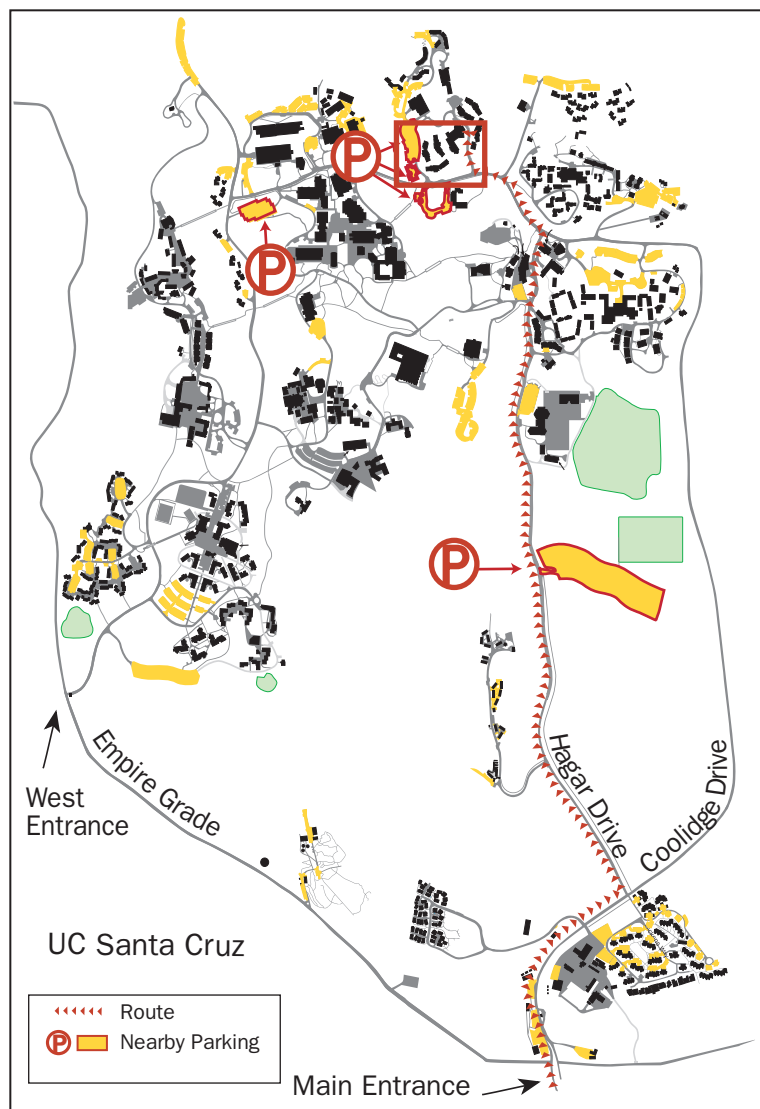 P
P
P
Hagar Drive
Coolidge Drive
Empire Grade
West
Entrance
UC Santa Cruz
Route
P Nearby Parking
Main Entrance